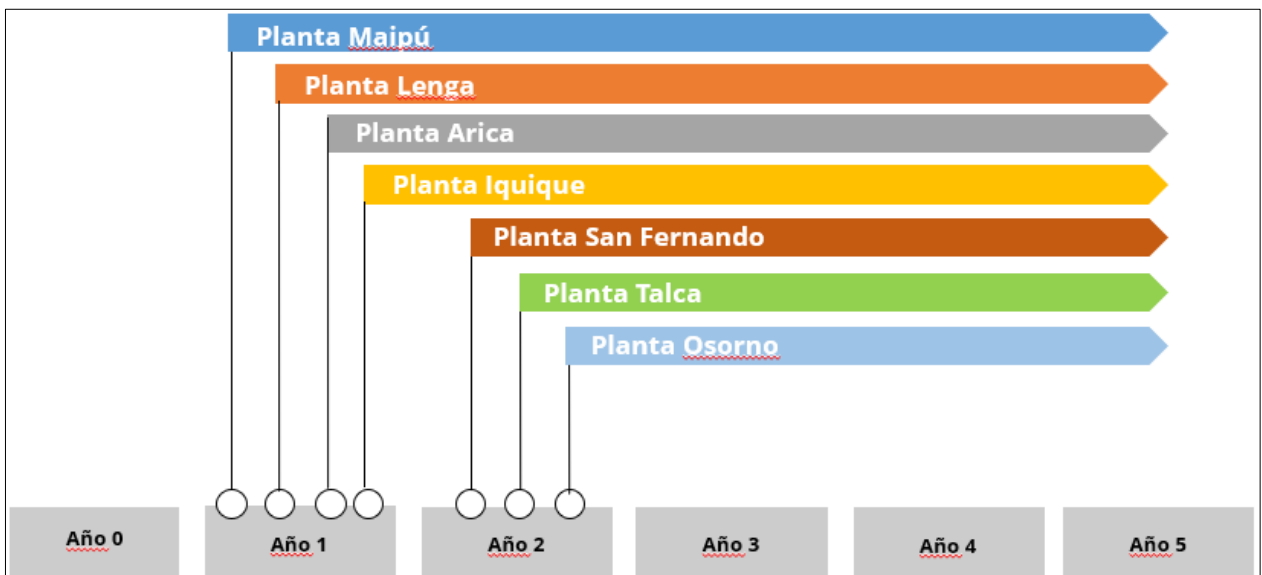 Planta Maipú
Planta Lenga
Planta Arica
Planta Iquique
Planta San Fernando
Planta Talca
Planta Osorno
Año 0
Año 1
Año 2
Año 3
Año 4
Año 5